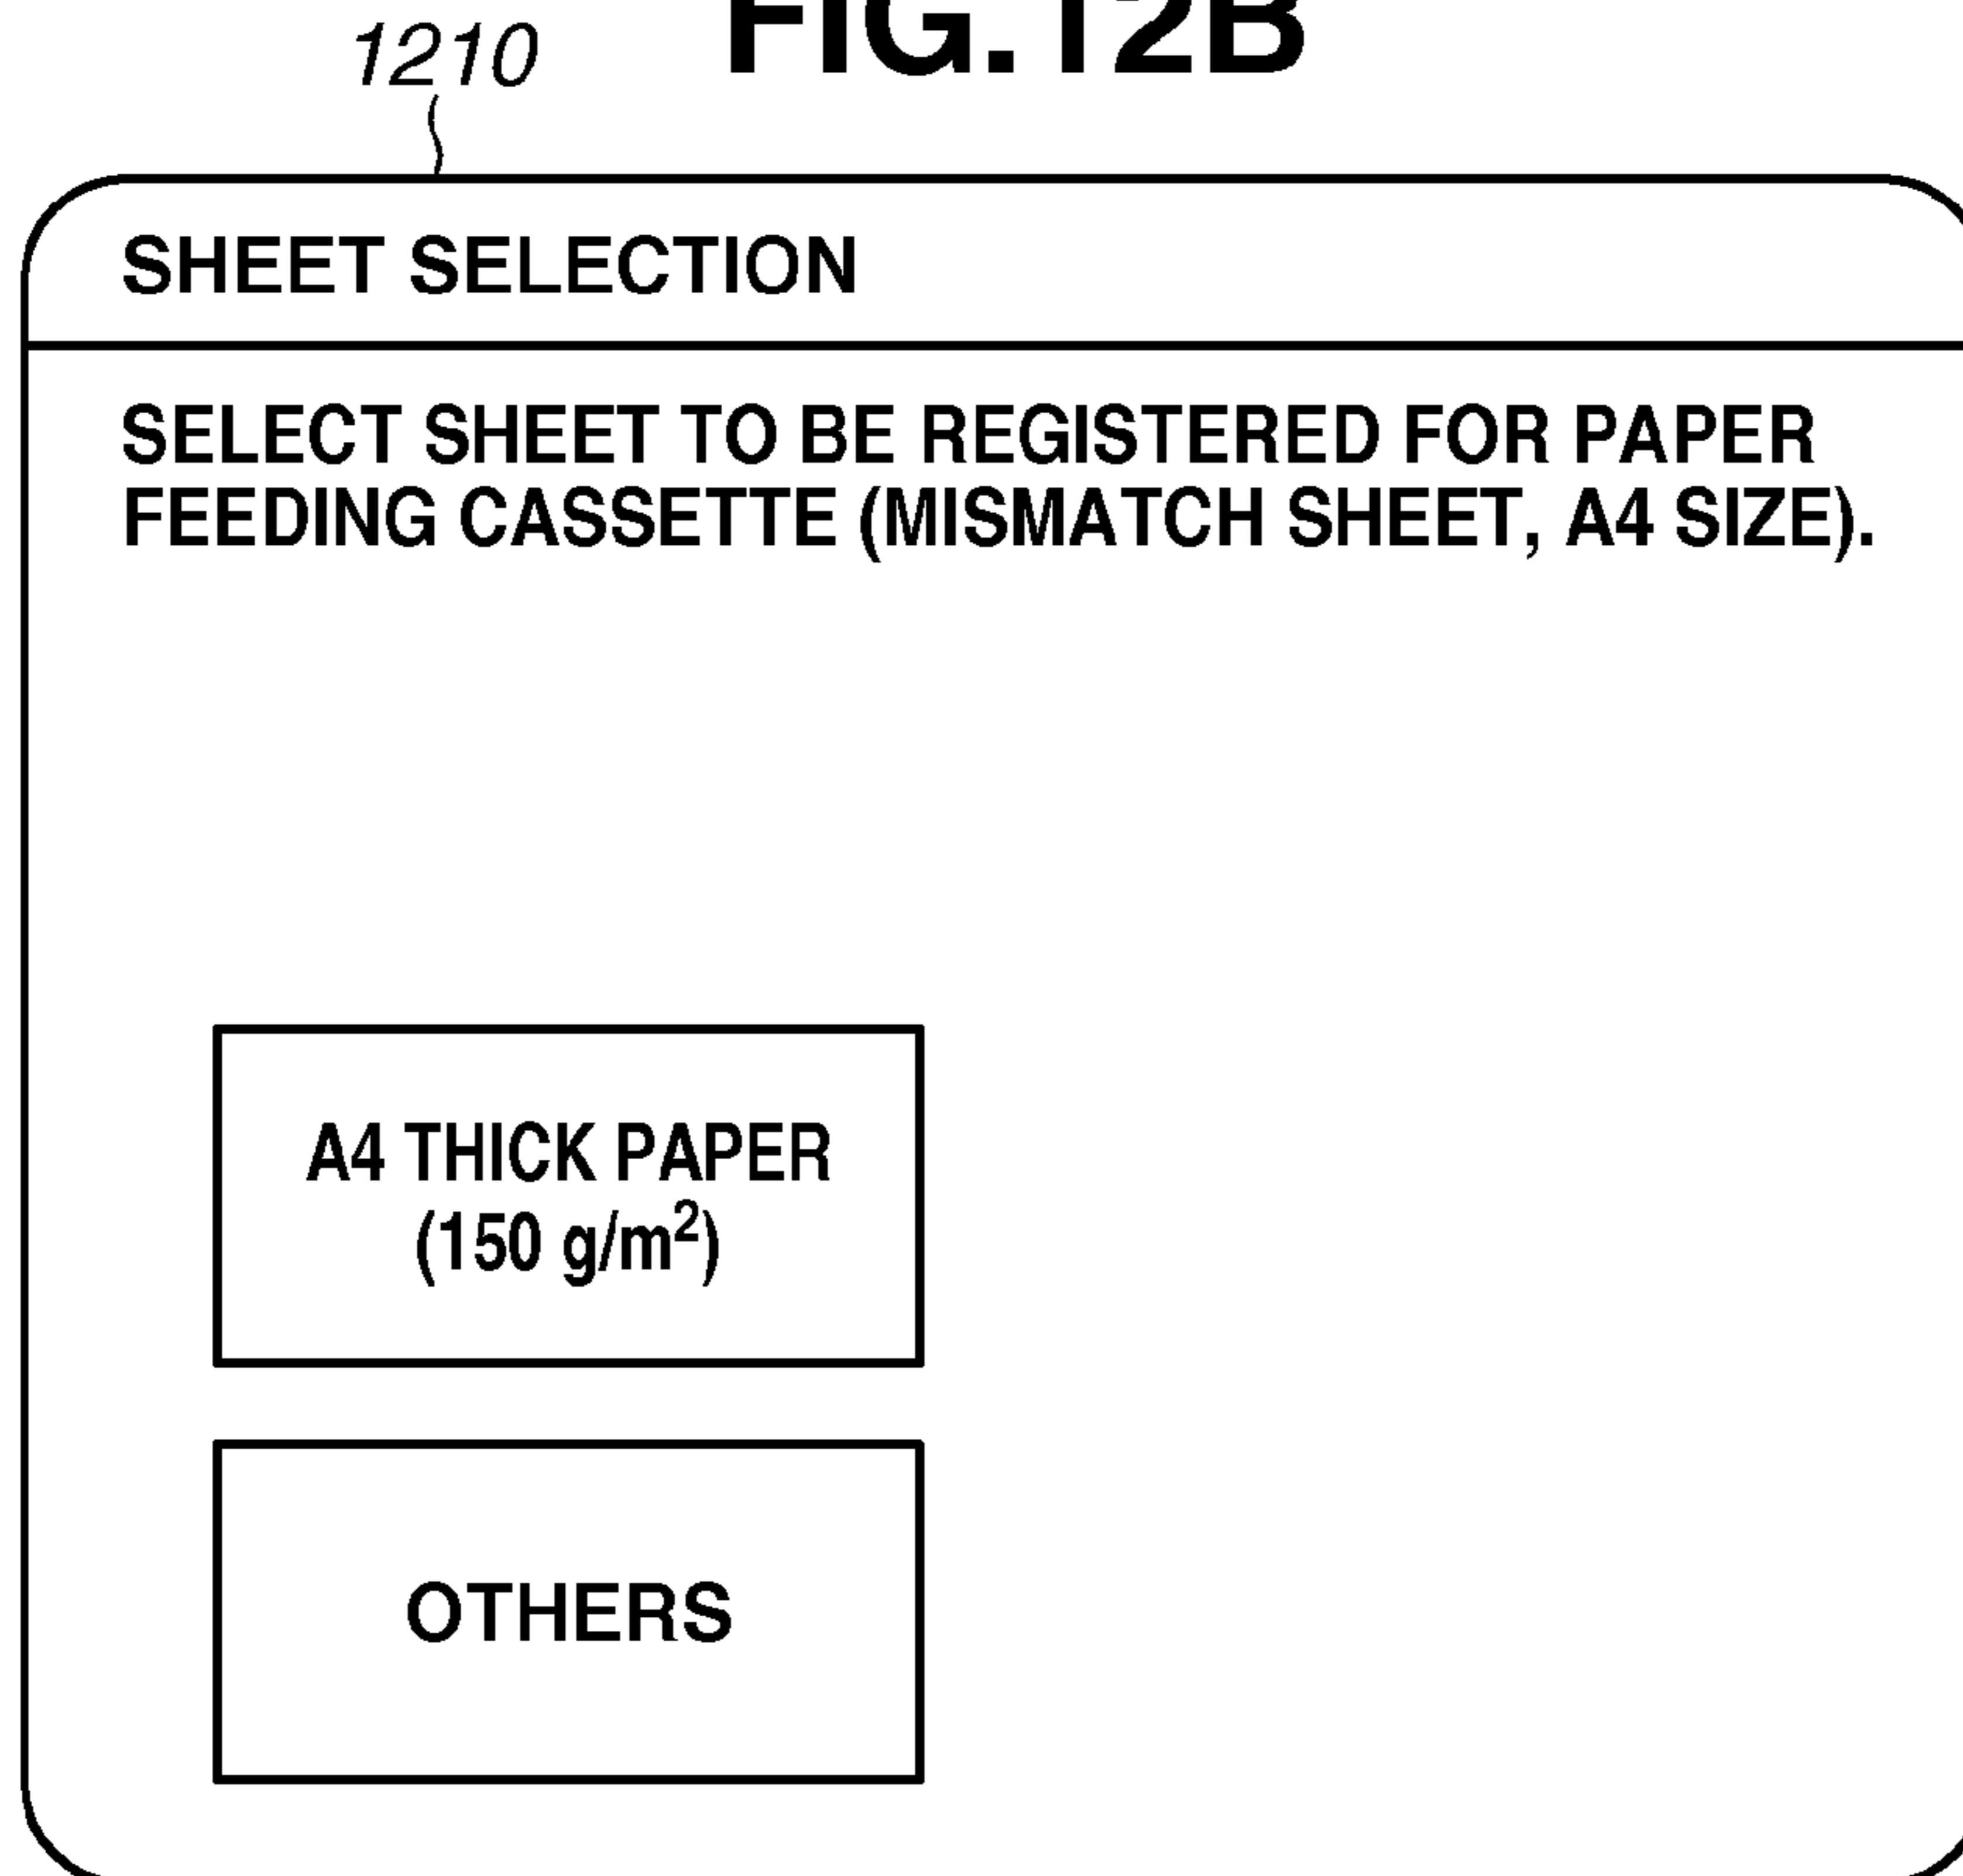 FIG.12B
1210
SHEET SELECTION
SELECT SHEET TO BE REGISTERED FOR PAPER
FEEDING CASSETTE (MISMATCH SHEET, A4 SIZE).
A4 THICK PAPER
(150 g/m²)
OTHERS